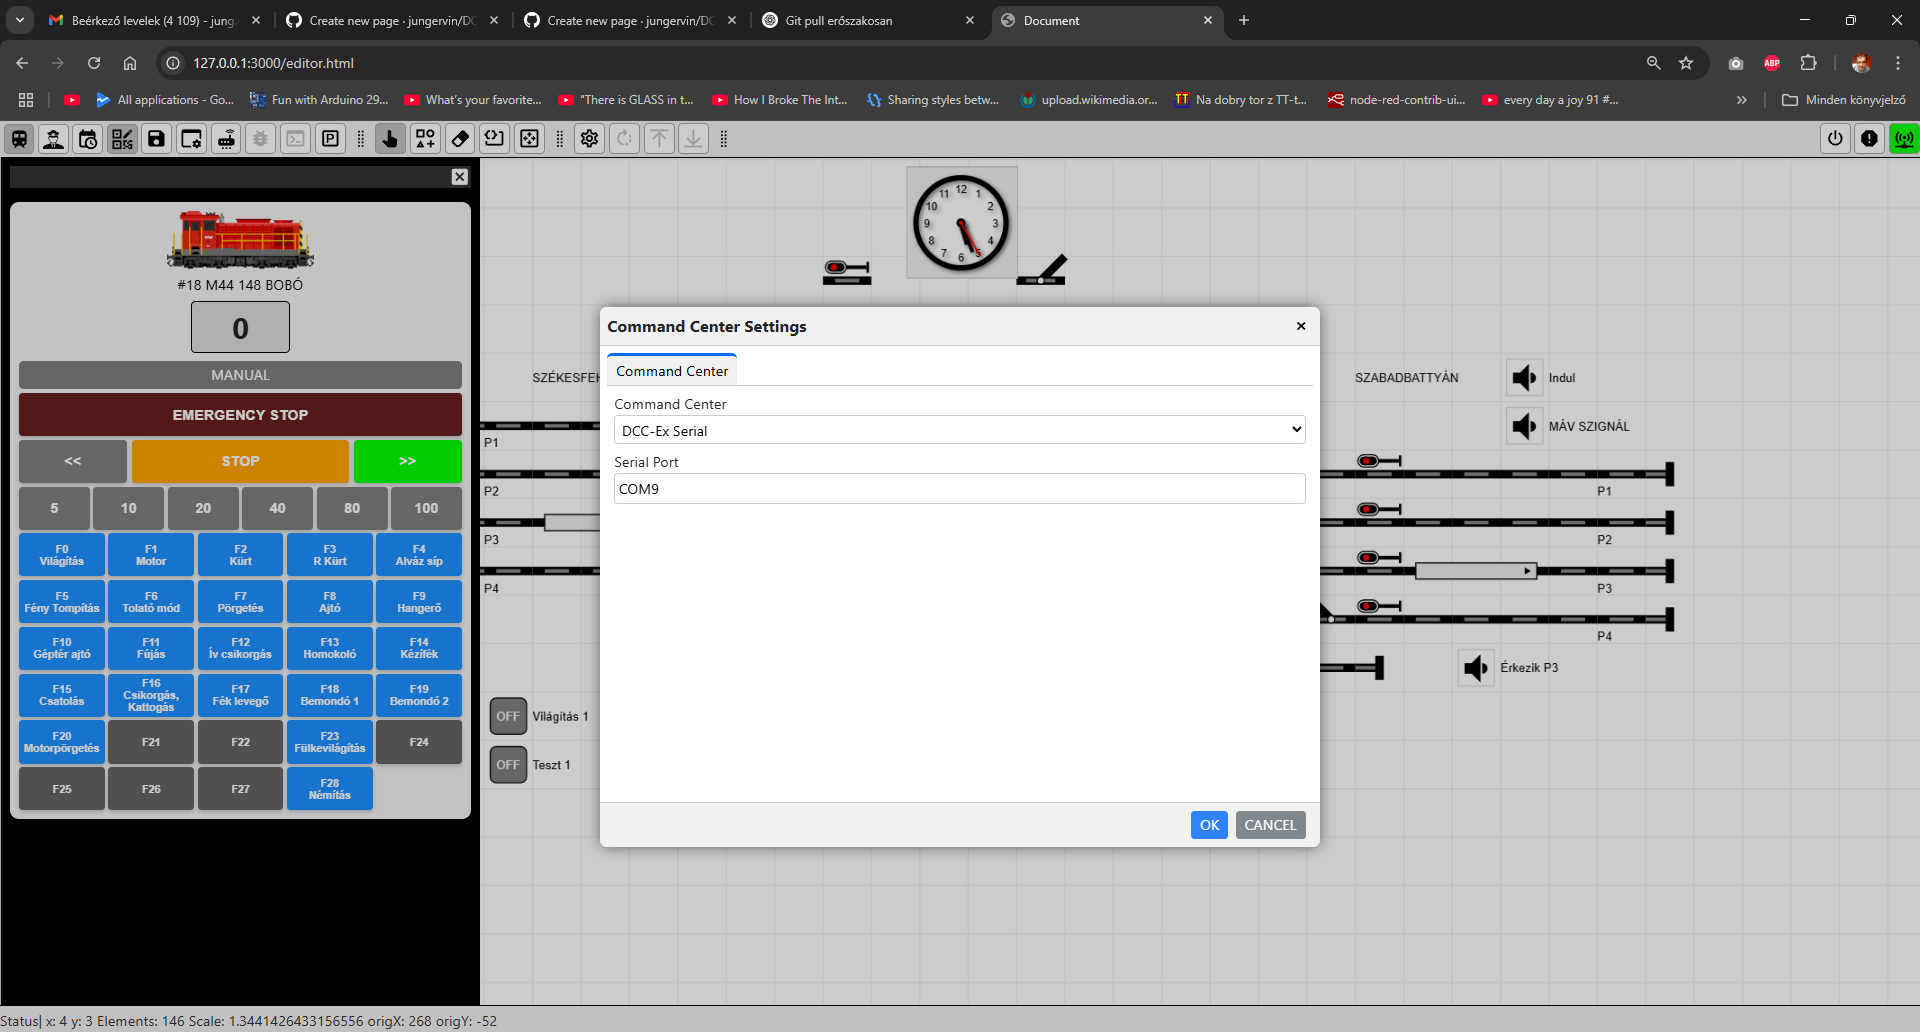 Beérkező levelek (4 109) - jung
Create new page · jungervin/DC
Create new page · jungervin/DC
Git pull erőszakosan
Document
127.0.0.1:3000/editor.html
ABP
All applications - Go...
Fun with Arduino 29...
What's your favorite...
"There is GLASS in t...
How I Broke The Int...
Sharing styles betw...
upload.wikimedia.or...
TT
Na dobry tor z TT-t...
node-red-contrib-ui...
every day a joy 91 #...
Minden könyvjelző
P
#18 M44 148 BOBÓ
0
MANUAL
EMERGENCY STOP
<< STOP >>
5 10 20 40 80 100
F0 Világítás
F1 Motor
F2 Kürt
F3 R Kürt
F4 Alváz síp
F5 Fény Tompítás
F6 Tolató mód
F7 Pörgetés
F8 Ajtó
F9 Hangerő
F10 Géptér ajtó
F11 Fújás
F12 Ív csikorgás
F13 Homokoló
F14 Kézifék
F15 Csatolás
F16 Csikorgás, Kattogás
F17 Fék levegő
F18 Bemondó 1
F19 Bemondó 2
F20 Motorpörgetés
F21
F22
F23 Fülkevilágítás
F24
F25
F26
F27
F28 Némítás
12 1 2 3 4 5 6 7 8 9 10 11
SZÉKESFEH
P1
P2
P3
P4
OFF Világítás 1
OFF Teszt 1
Command Center Settings
Command Center
Command Center
DCC-Ex Serial
Serial Port
COM9
OK CANCEL
SZABADBATTYÁN
Indul
MÁV SZIGNÁL
P1
P2
P3
P4
Érkezik P3
Status| x: 4 y: 3 Elements: 146 Scale: 1.3441426433156556 origX: 268 origY: -52